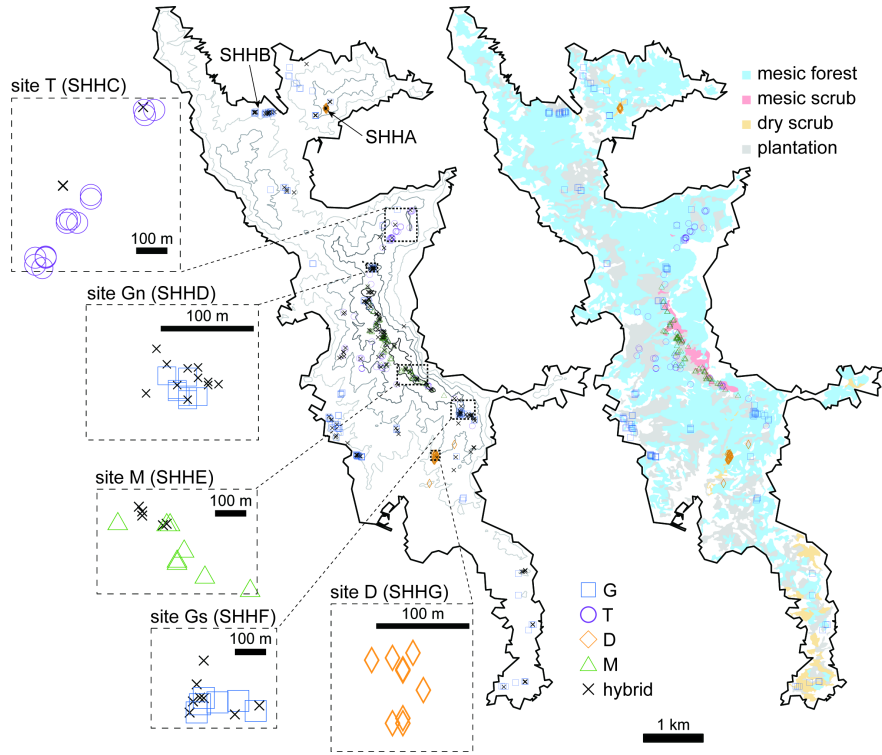 SHHB
SHHA
site T (SHHC)
100 m
site Gn (SHHD)
100 m
site M (SHHE)
100 m
site Gs (SHHF)
100 m
site D (SHHG)
100 m
mesic forest
mesic scrub
dry scrub
plantation
G
T
D
M
hybrid
1 km